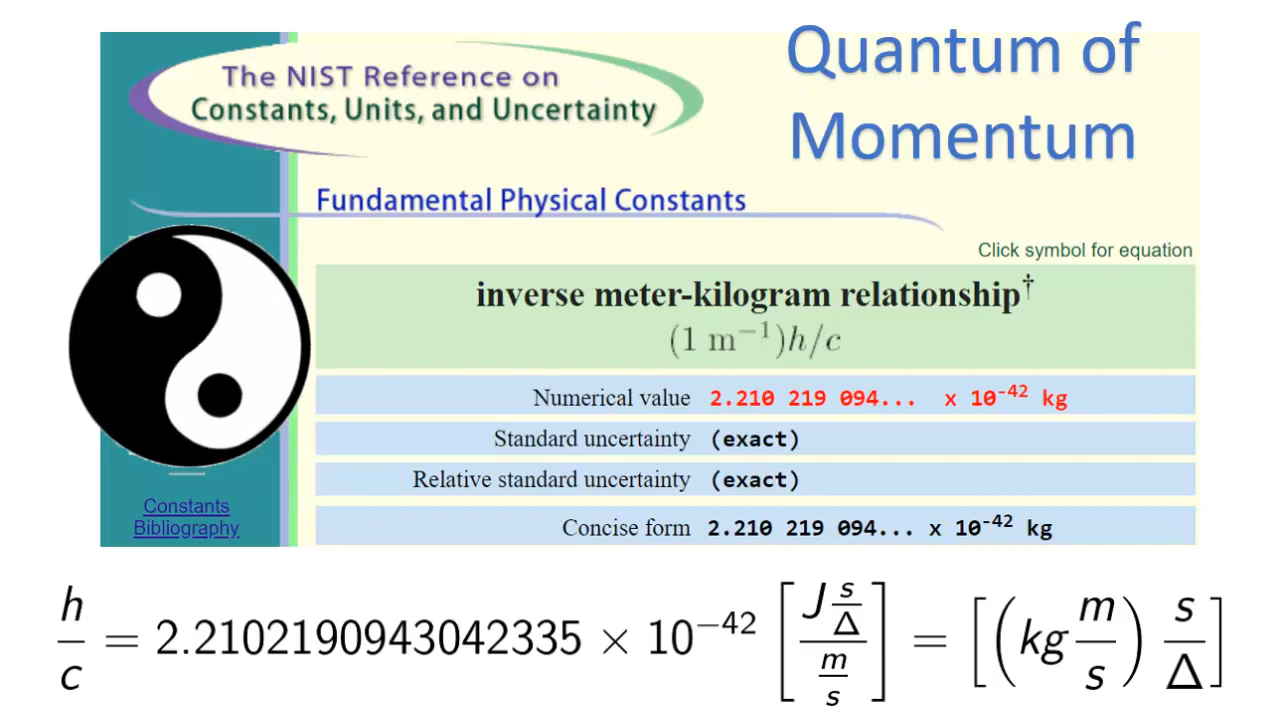 Quantum of
Momentum
The NIST Reference on
Constants, Units, and Uncertainty
Fundamental Physical Constants
Click symbol for equation
inverse meter-kilogram relationship†
(1 m⁻¹)h/c
Numerical value 2.210 219 094... x 10⁻⁴² kg
Standard uncertainty (exact)
Relative standard uncertainty (exact)
Concise form 2.210 219 094... x 10⁻⁴² kg
Constants
Bibliography
h/c = 2.2102190943042335 × 10⁻⁴² [J s/Δ / m/s] = [(kg m/s) s/Δ]